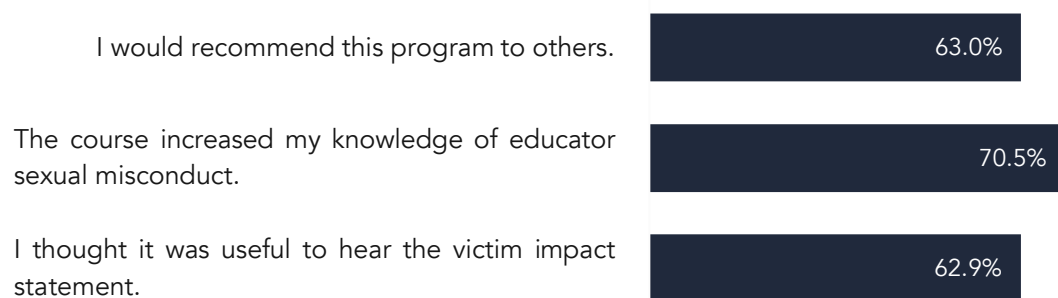 I would recommend this program to others.
63.0%
The course increased my knowledge of educator
sexual misconduct.
70.5%
I thought it was useful to hear the victim impact
statement.
62.9%